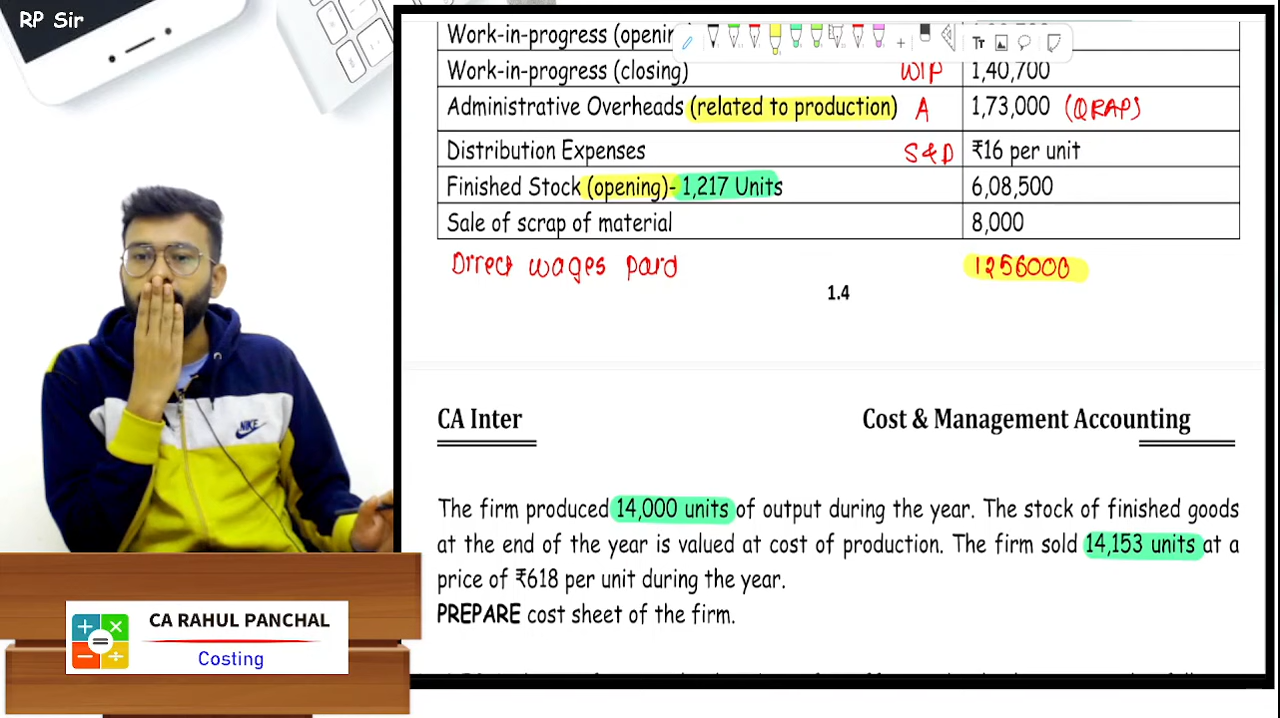 RP Sir
Work-in-progress
Tт
Work-in-progress (closing) WIP 1,40,700
Administrative Overheads (related to production) A 1,73,000 (QRAP)
Distribution Expenses S&D ₹16 per unit
Finished Stock (opening)- 1,217 Units 6,08,500
Sale of scrap of material 8,000
Direct wages paid 1256000
1.4
CA Inter Cost & Management Accounting
The firm produced 14,000 units of output during the year. The stock of finished goods
at the end of the year is valued at cost of production. The firm sold 14,153 units at a
price of ₹618 per unit during the year.
PREPARE cost sheet of the firm.
NIKE
CA RAHUL PANCHAL
Costing